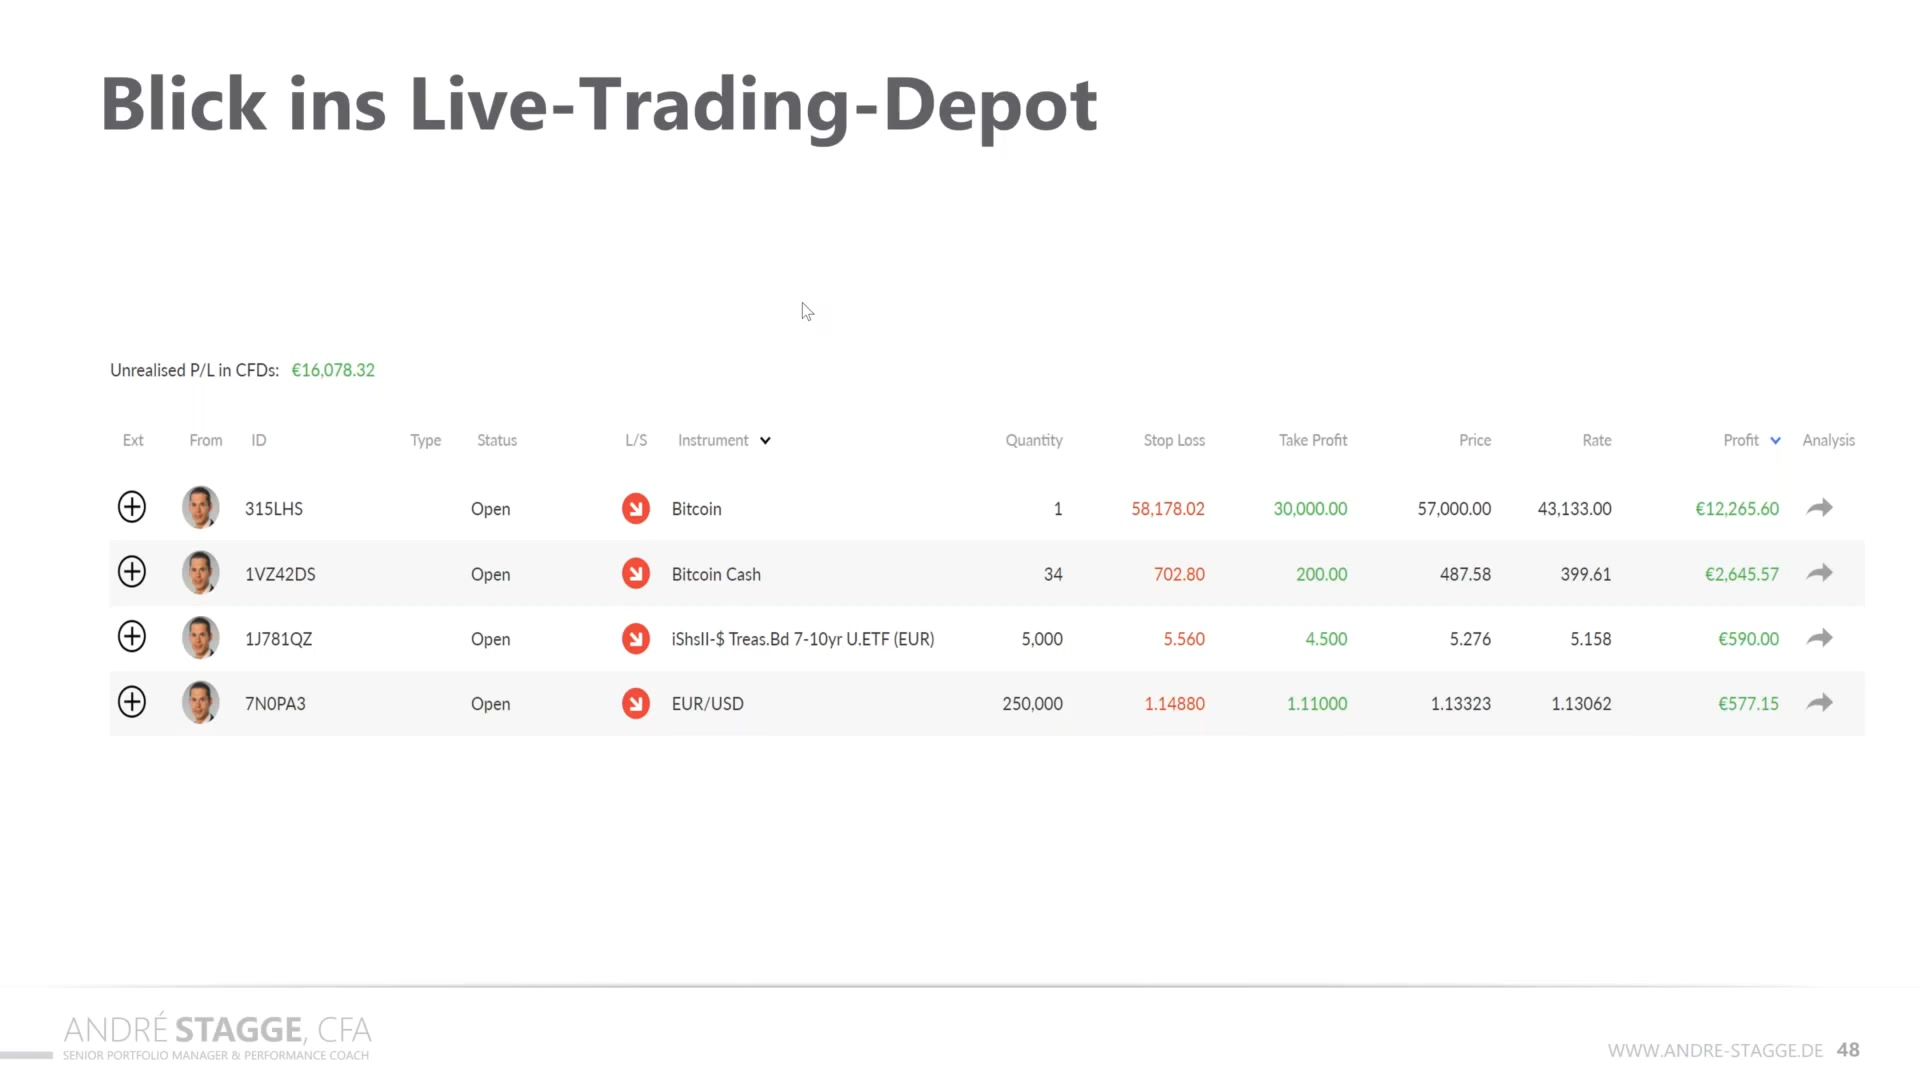 Blick ins Live-Trading-Depot
Unrealised P/L in CFDs: €16,078.32
Ext From ID Type Status L/S Instrument Quantity Stop Loss Take Profit Price Rate Profit Analysis
315LHS Open Bitcoin 1 58,178.02 30,000.00 57,000.00 43,133.00 €12,265.60
1VZ42DS Open Bitcoin Cash 34 702.80 200.00 487.58 399.61 €2,645.57
1J781QZ Open iShsII-$ Treas.Bd 7-10yr U.ETF (EUR) 5,000 5.560 4.500 5.276 5.158 €590.00
7N0PA3 Open EUR/USD 250,000 1.14880 1.11000 1.13323 1.13062 €577.15
ANDRÉ STAGGE, CFA
SENIOR PORTFOLIO MANAGER & PERFORMANCE COACH
WWW.ANDRE-STAGGE.DE 48